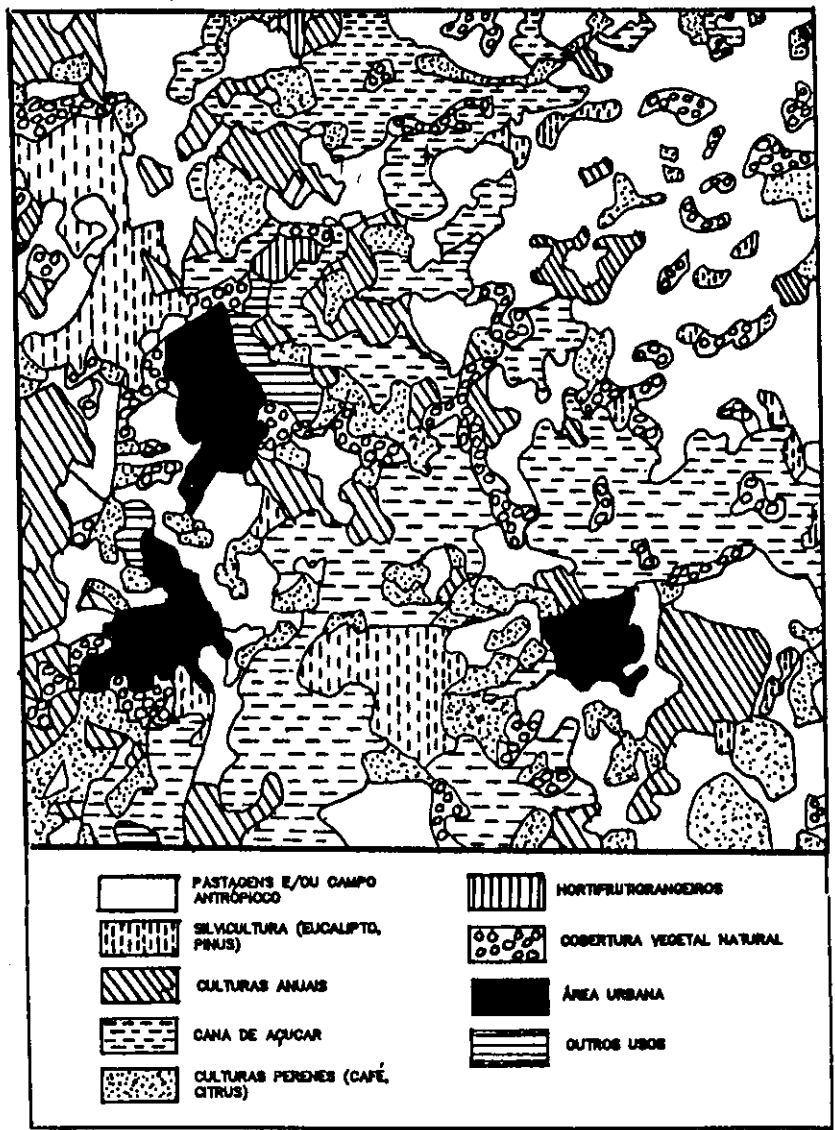 PASTAGENS E/OU CAMPO
ANTRÓPICO
SILVICULTURA (EUCALIPTO,
PINUS)
CULTURAS ANUAIS
CANA DE AÇUCAR
CULTURAS PERENES (CAFÉ,
CITRUS)
HORTIFRUTIGRANGEIROS
COBERTURA VEGETAL NATURAL
ÁREA URBANA
OUTROS USOS